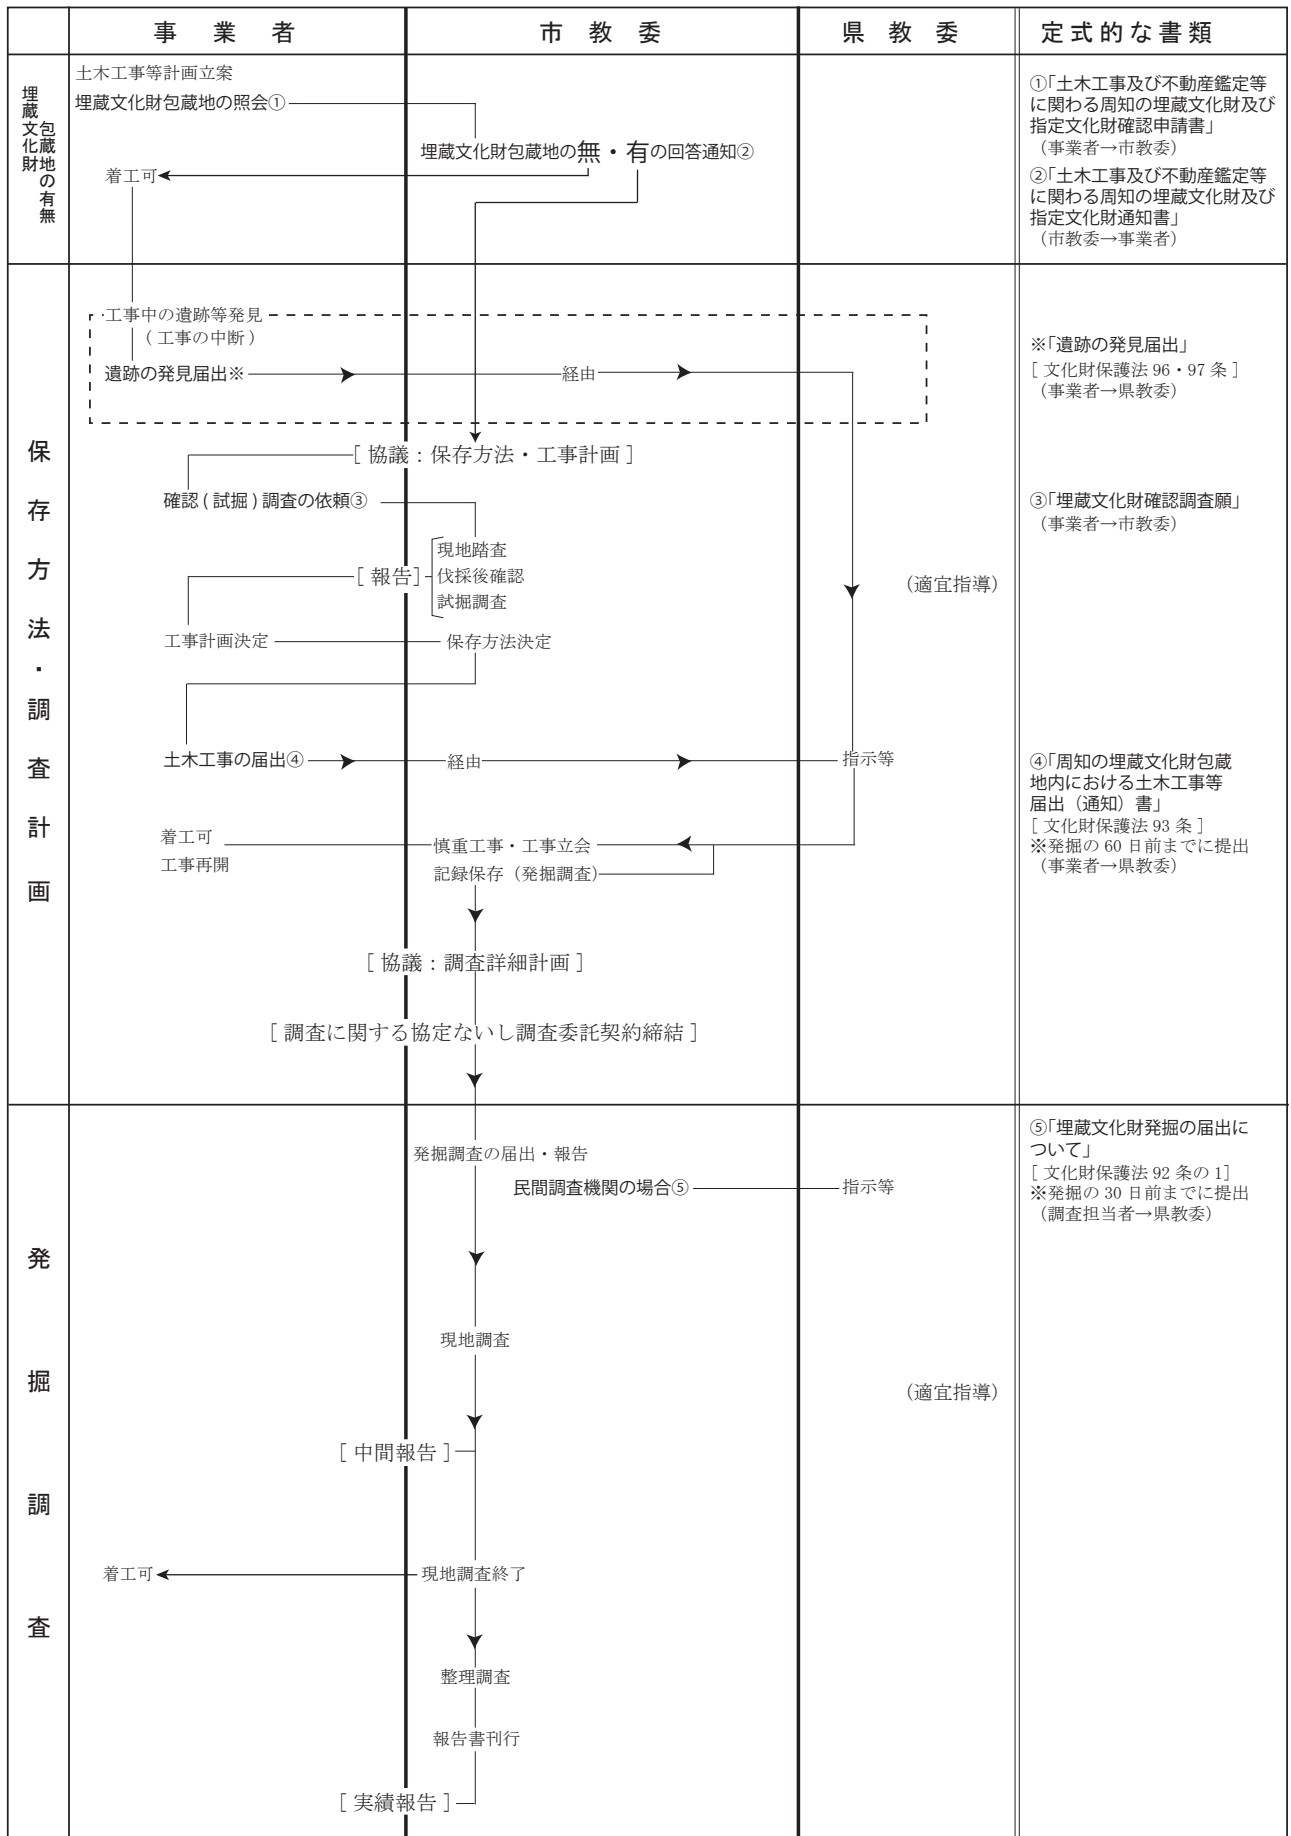 事業者
市教委
県教委
定式的な書類
埋蔵文化財
包蔵地の有無
土木工事等計画立案
埋蔵文化財包蔵地の照会①
埋蔵文化財包蔵地の無・有の回答通知②
着工可
①「土木工事及び不動産鑑定等
に関わる周知の埋蔵文化財及び
指定文化財確認申請書」
（事業者→市教委）
②「土木工事及び不動産鑑定等
に関わる周知の埋蔵文化財及び
指定文化財通知書」
（市教委→事業者）
保存方法・調査計画
工事中の遺跡等発見
(工事の中断)
遺跡の発見届出※
経由
※「遺跡の発見届出」
[文化財保護法96・97条]
（事業者→県教委）
[協議：保存方法・工事計画]
確認(試掘)調査の依頼③
③「埋蔵文化財確認調査願」
（事業者→市教委）
現地踏査
伐採後確認
試掘調査
[報告]
（適宜指導）
工事計画決定
保存方法決定
土木工事の届出④
経由
指示等
④「周知の埋蔵文化財包蔵
地内における土木工事等
届出（通知）書」
[文化財保護法93条]
※発掘の60日前までに提出
（事業者→県教委）
着工可
工事再開
慎重工事・工事立会
記録保存（発掘調査）
[協議：調査詳細計画]
[調査に関する協定ないし調査委託契約締結]
発掘調査
発掘調査の届出・報告
民間調査機関の場合⑤
指示等
⑤「埋蔵文化財発掘の届出に
ついて」
[文化財保護法92条の1]
※発掘の30日前までに提出
（調査担当者→県教委）
現地調査
（適宜指導）
[中間報告]
着工可
現地調査終了
整理調査
報告書刊行
[実績報告]